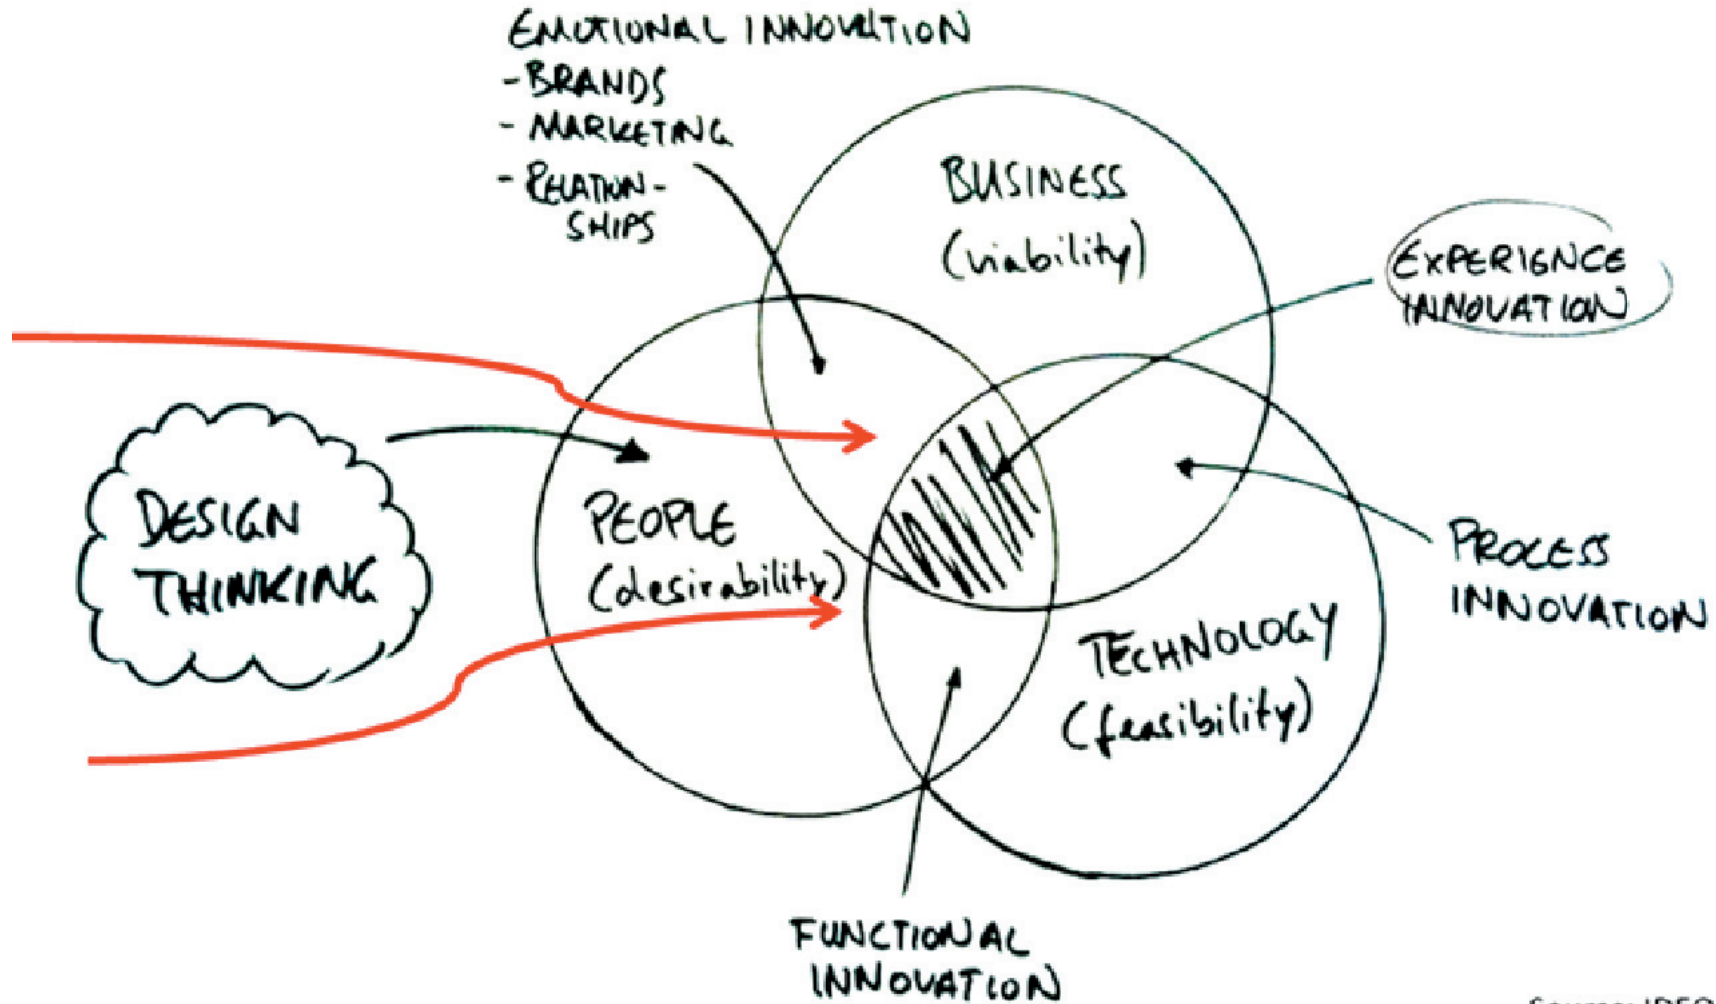 EMOTIONAL INNOVATION
- BRANDS
- MARKETING
- RELATION-
SHIPS
BUSINESS
(viability)
EXPERIENCE
INNOVATION
DESIGN
THINKING
PEOPLE
(desirability)
PROCESS
INNOVATION
TECHNOLOGY
(feasibility)
FUNCTIONAL
INNOVATION